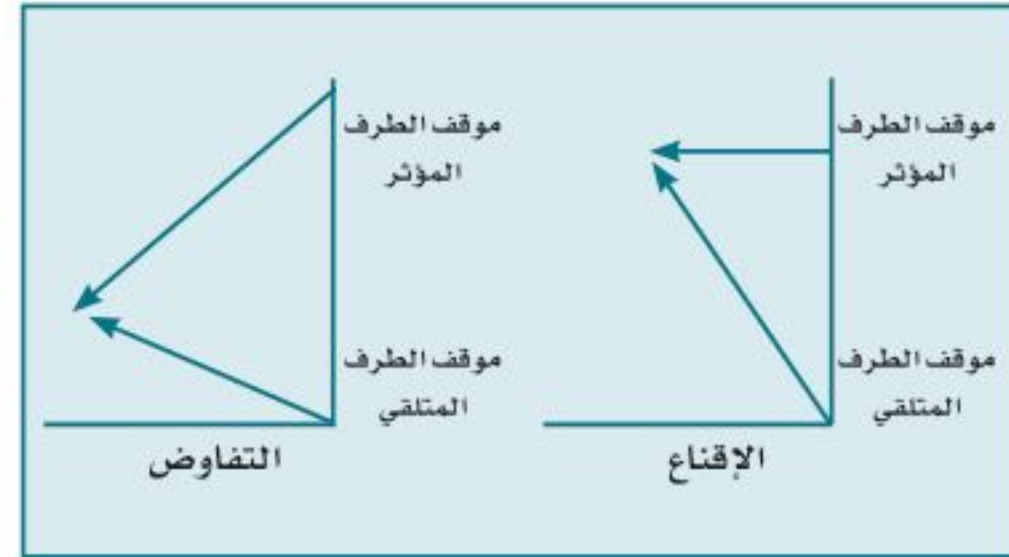 موقف الطرف
المؤثر
موقف الطرف
المتلقي
الإقناع
موقف الطرف
المؤثر
موقف الطرف
المتلقي
التفاوض